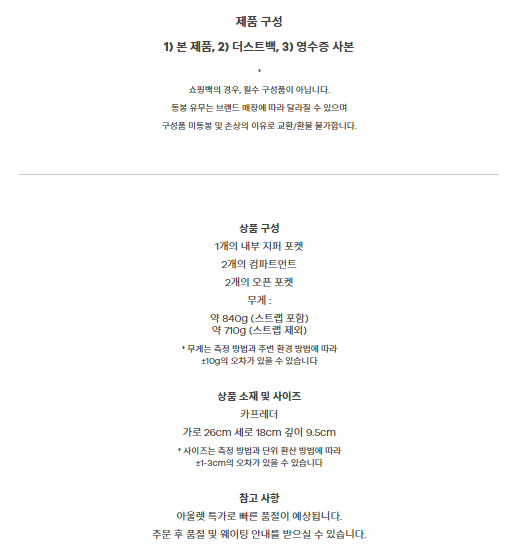 제품 구성
1) 본 제품, 2) 더스트백, 3) 영수증 사본
*
쇼핑백의 경우, 필수 구성품이 아닙니다.
동봉 유무는 브랜드 매장에 따라 달라질 수 있으며
구성품 미동봉 및 손상의 이유로 교환/환불 불가합니다.
상품 구성
1개의 내부 지퍼 포켓
2개의 컴파트먼트
2개의 오픈 포켓
무게 :
약 840g (스트랩 포함)
약 710g (스트랩 제외)
* 무게는 측정 방법과 주변 환경 방법에 따라
±10g의 오차가 있을 수 있습니다
상품 소재 및 사이즈
카프레더
가로 26cm 세로 18cm 깊이 9.5cm
* 사이즈는 측정 방법과 단위 환산 방법에 따라
±1-3cm의 오차가 있을 수 있습니다
참고 사항
아울렛 특가로 빠른 품절이 예상됩니다.
주문 후 품절 및 웨이팅 안내를 받으실 수 있습니다.